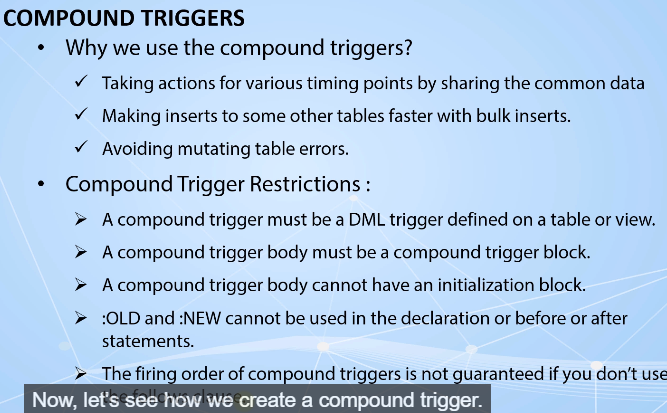 COMPOUND TRIGGERS
• Why we use the compound triggers?
✓ Taking actions for various timing points by sharing the common data
✓ Making inserts to some other tables faster with bulk inserts.
✓ Avoiding mutating table errors.
• Compound Trigger Restrictions :
➢ A compound trigger must be a DML trigger defined on a table or view.
➢ A compound trigger body must be a compound trigger block.
➢ A compound trigger body cannot have an initialization block.
➢ :OLD and :NEW cannot be used in the declaration or before or after
statements.
➢ The firing order of compound triggers is not guaranteed if you don't use
Now, let's see how we create a compound trigger.